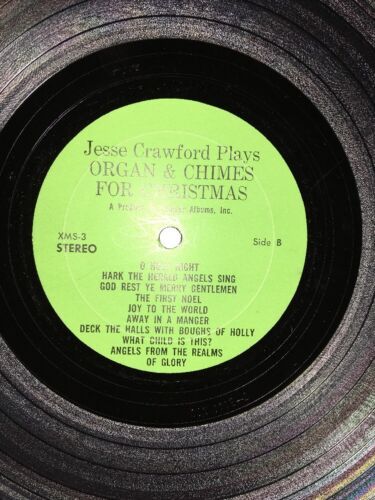 Jesse Crawford Plays
ORGAN & CHIMES
FOR CHRISTMAS
A Albums, Inc.
XMS-3
STEREO
Side B
O HOLY NIGHT
HARK THE HERALD ANGELS SING
GOD REST YE MERRY GENTLEMEN
THE FIRST NOEL
JOY TO THE WORLD
AWAY IN A MANGER
DECK THE HALLS WITH BOUGHS OF HOLLY
WHAT CHILD IS THIS?
ANGELS FROM THE REALMS
OF GLORY